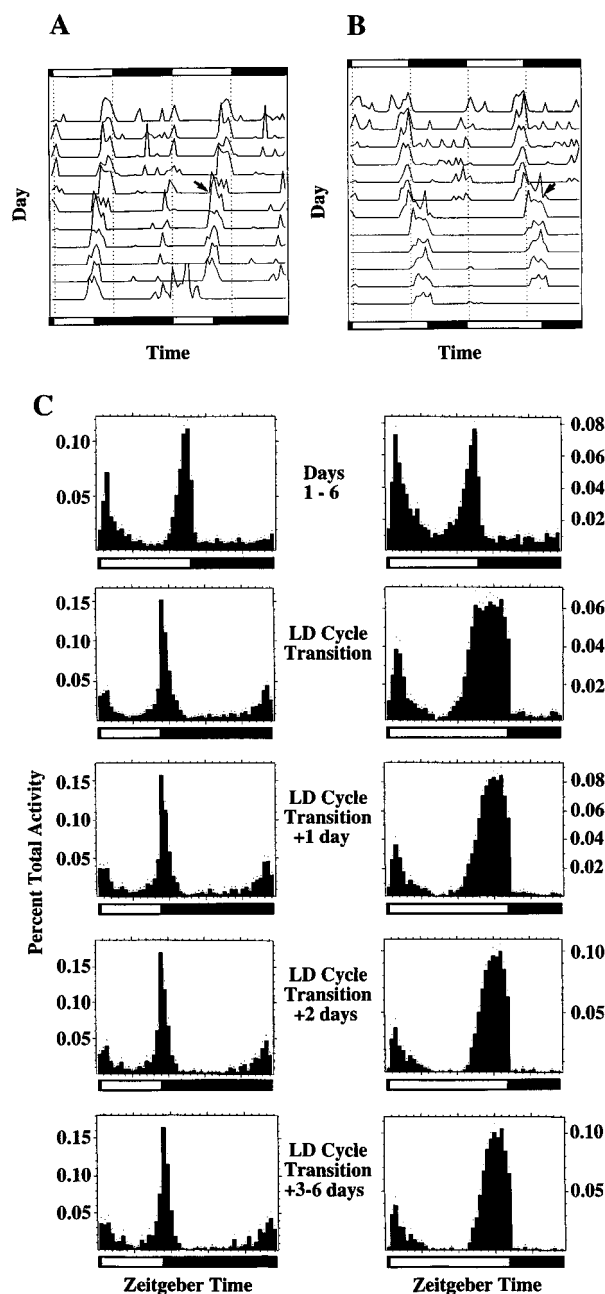 A
B
Day
Day
Time
Time
C
0.10
0.05
Days
1 - 6
0.08
0.06
0.04
0.02
0.15
0.10
0.05
LD Cycle
Transition
0.06
0.04
0.02
0.15
0.10
0.05
LD Cycle
Transition
+1 day
0.08
0.06
0.04
0.02
Percent Total Activity
0.15
0.10
0.05
LD Cycle
Transition
+2 days
0.10
0.05
0.15
0.10
0.05
LD Cycle
Transition
+3-6 days
0.10
0.05
Zeitgeber Time
Zeitgeber Time